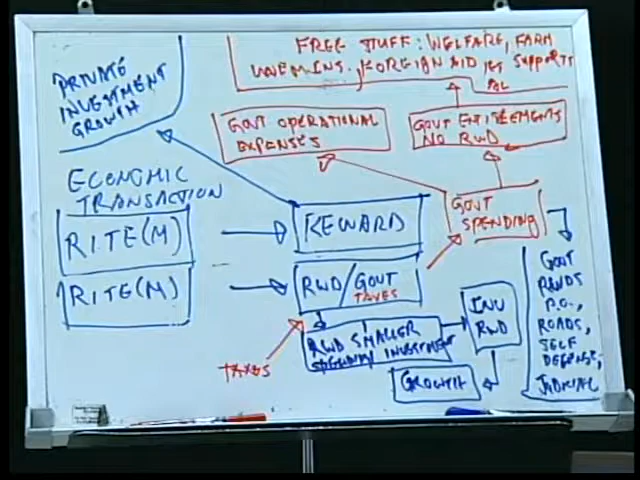 PRIVATE
INVESTMENT
GROWTH
FREE STUFF: WELFARE, FARM
FOREIGN AID,
SUPPORTS
GOVT OPERATIONAL
EXPENSES
GOVT ENTITLEMENTS
NO RWD
ECONOMIC
TRANSACTION
RITE(M)
REWARD
GOVT
SPENDING
RITE(M)
RWD/GOVT
TAXES
RWD SMALLER
SPENDING/INVESTMENT
INV
RWD
GROWTH
TAXES
GOVT
RWDS
P.O.,
ROADS,
SELF
DEFENSE,
JUDICIAL